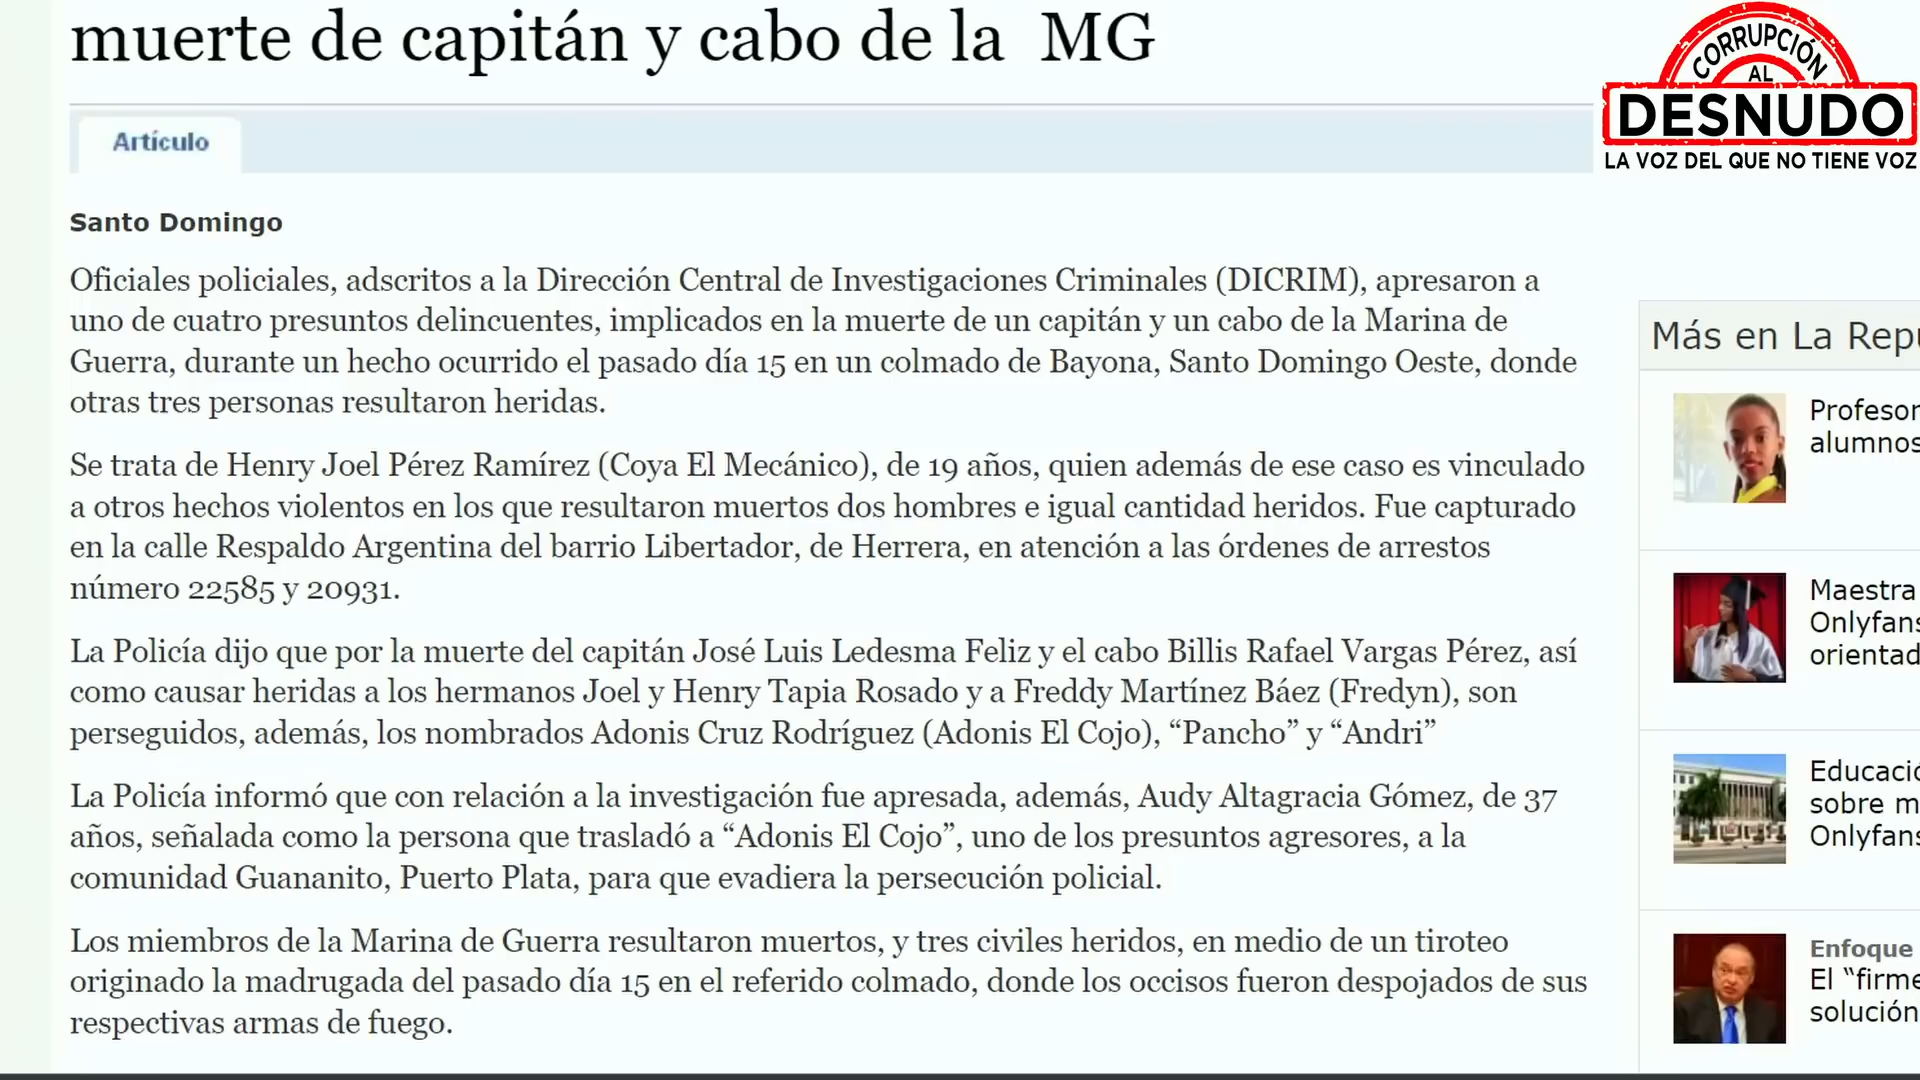 muerte de capitán y cabo de la MG
CORRUPCIÓN
AL
DESNUDO
LA VOZ DEL QUE NO TIENE VOZ
Artículo
Santo Domingo
Oficiales policiales, adscritos a la Dirección Central de Investigaciones Criminales (DICRIM), apresaron a
uno de cuatro presuntos delincuentes, implicados en la muerte de un capitán y un cabo de la Marina de
Guerra, durante un hecho ocurrido el pasado día 15 en un colmado de Bayona, Santo Domingo Oeste, donde
otras tres personas resultaron heridas.
Se trata de Henry Joel Pérez Ramírez (Coya El Mecánico), de 19 años, quien además de ese caso es vinculado
a otros hechos violentos en los que resultaron muertos dos hombres e igual cantidad heridos. Fue capturado
en la calle Respaldo Argentina del barrio Libertador, de Herrera, en atención a las órdenes de arrestos
número 22585 y 20931.
La Policía dijo que por la muerte del capitán José Luis Ledesma Feliz y el cabo Billis Rafael Vargas Pérez, así
como causar heridas a los hermanos Joel y Henry Tapia Rosado y a Freddy Martínez Báez (Fredyn), son
perseguidos, además, los nombrados Adonis Cruz Rodríguez (Adonis El Cojo), “Pancho” y “Andri”
La Policía informó que con relación a la investigación fue apresada, además, Audy Altagracia Gómez, de 37
años, señalada como la persona que trasladó a “Adonis El Cojo”, uno de los presuntos agresores, a la
comunidad Guananito, Puerto Plata, para que evadiera la persecución policial.
Los miembros de la Marina de Guerra resultaron muertos, y tres civiles heridos, en medio de un tiroteo
originado la madrugada del pasado día 15 en el referido colmado, donde los occisos fueron despojados de sus
respectivas armas de fuego.
Más en La Repu
Profesor
alumnos
Maestra
Onlyfans
orientad
Educació
sobre m
Onlyfans
Enfoque
El “firme
solución